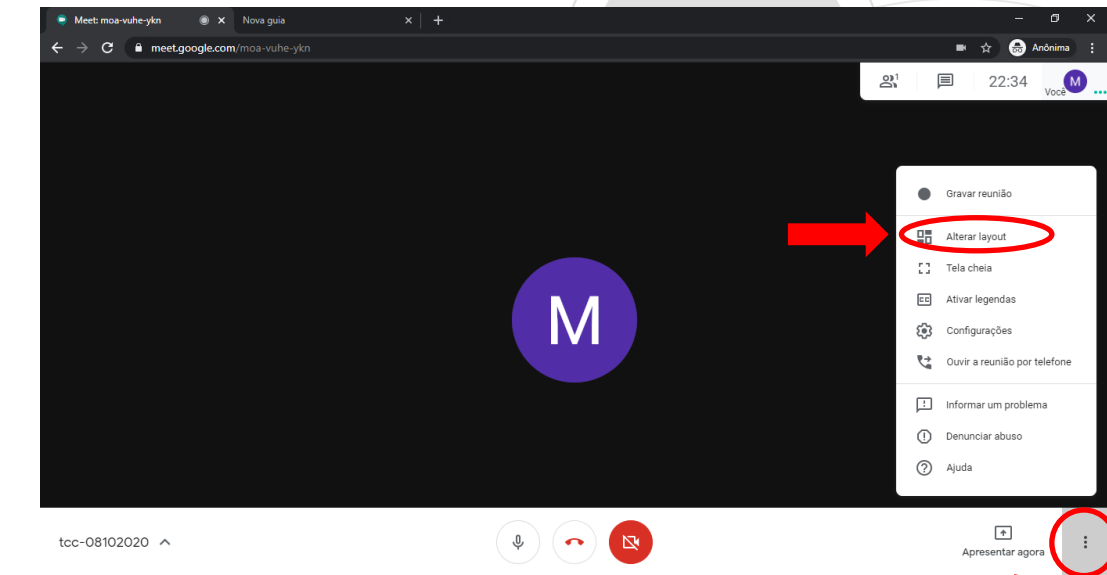 Meet: moa-vuhe-ykn
Nova guia
meet.google.com/moa-vuhe-ykn
Anônima
1
22:34
Você
M
Gravar reunião
Alterar layout
Tela cheia
CC Ativar legendas
Configurações
Ouvir a reunião por telefone
Informar um problema
Denunciar abuso
Ajuda
M
tcc-08102020
Apresentar agora